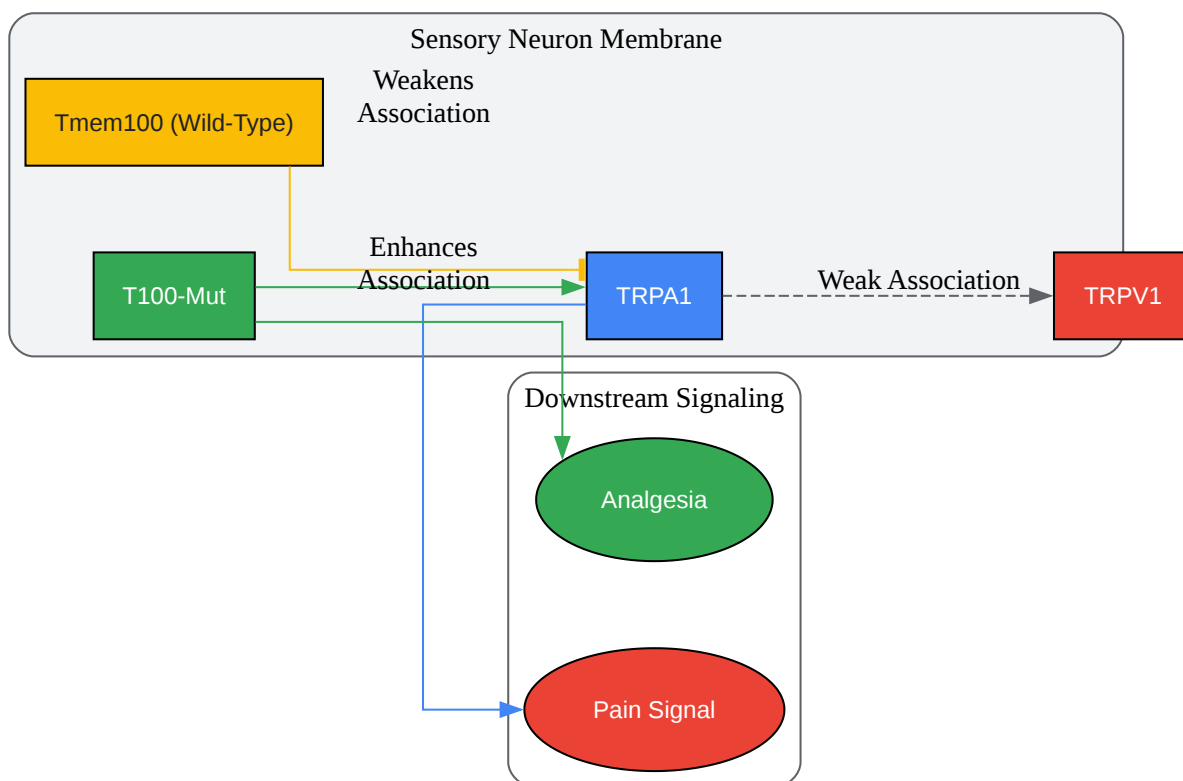 Sensory Neuron Membrane
Weakens
Association
Tmem100 (Wild-Type)
Enhances
Association
T100-Mut
TRPA1
Weak Association
TRPV1
Downstream Signaling
Analgesia
Pain Signal